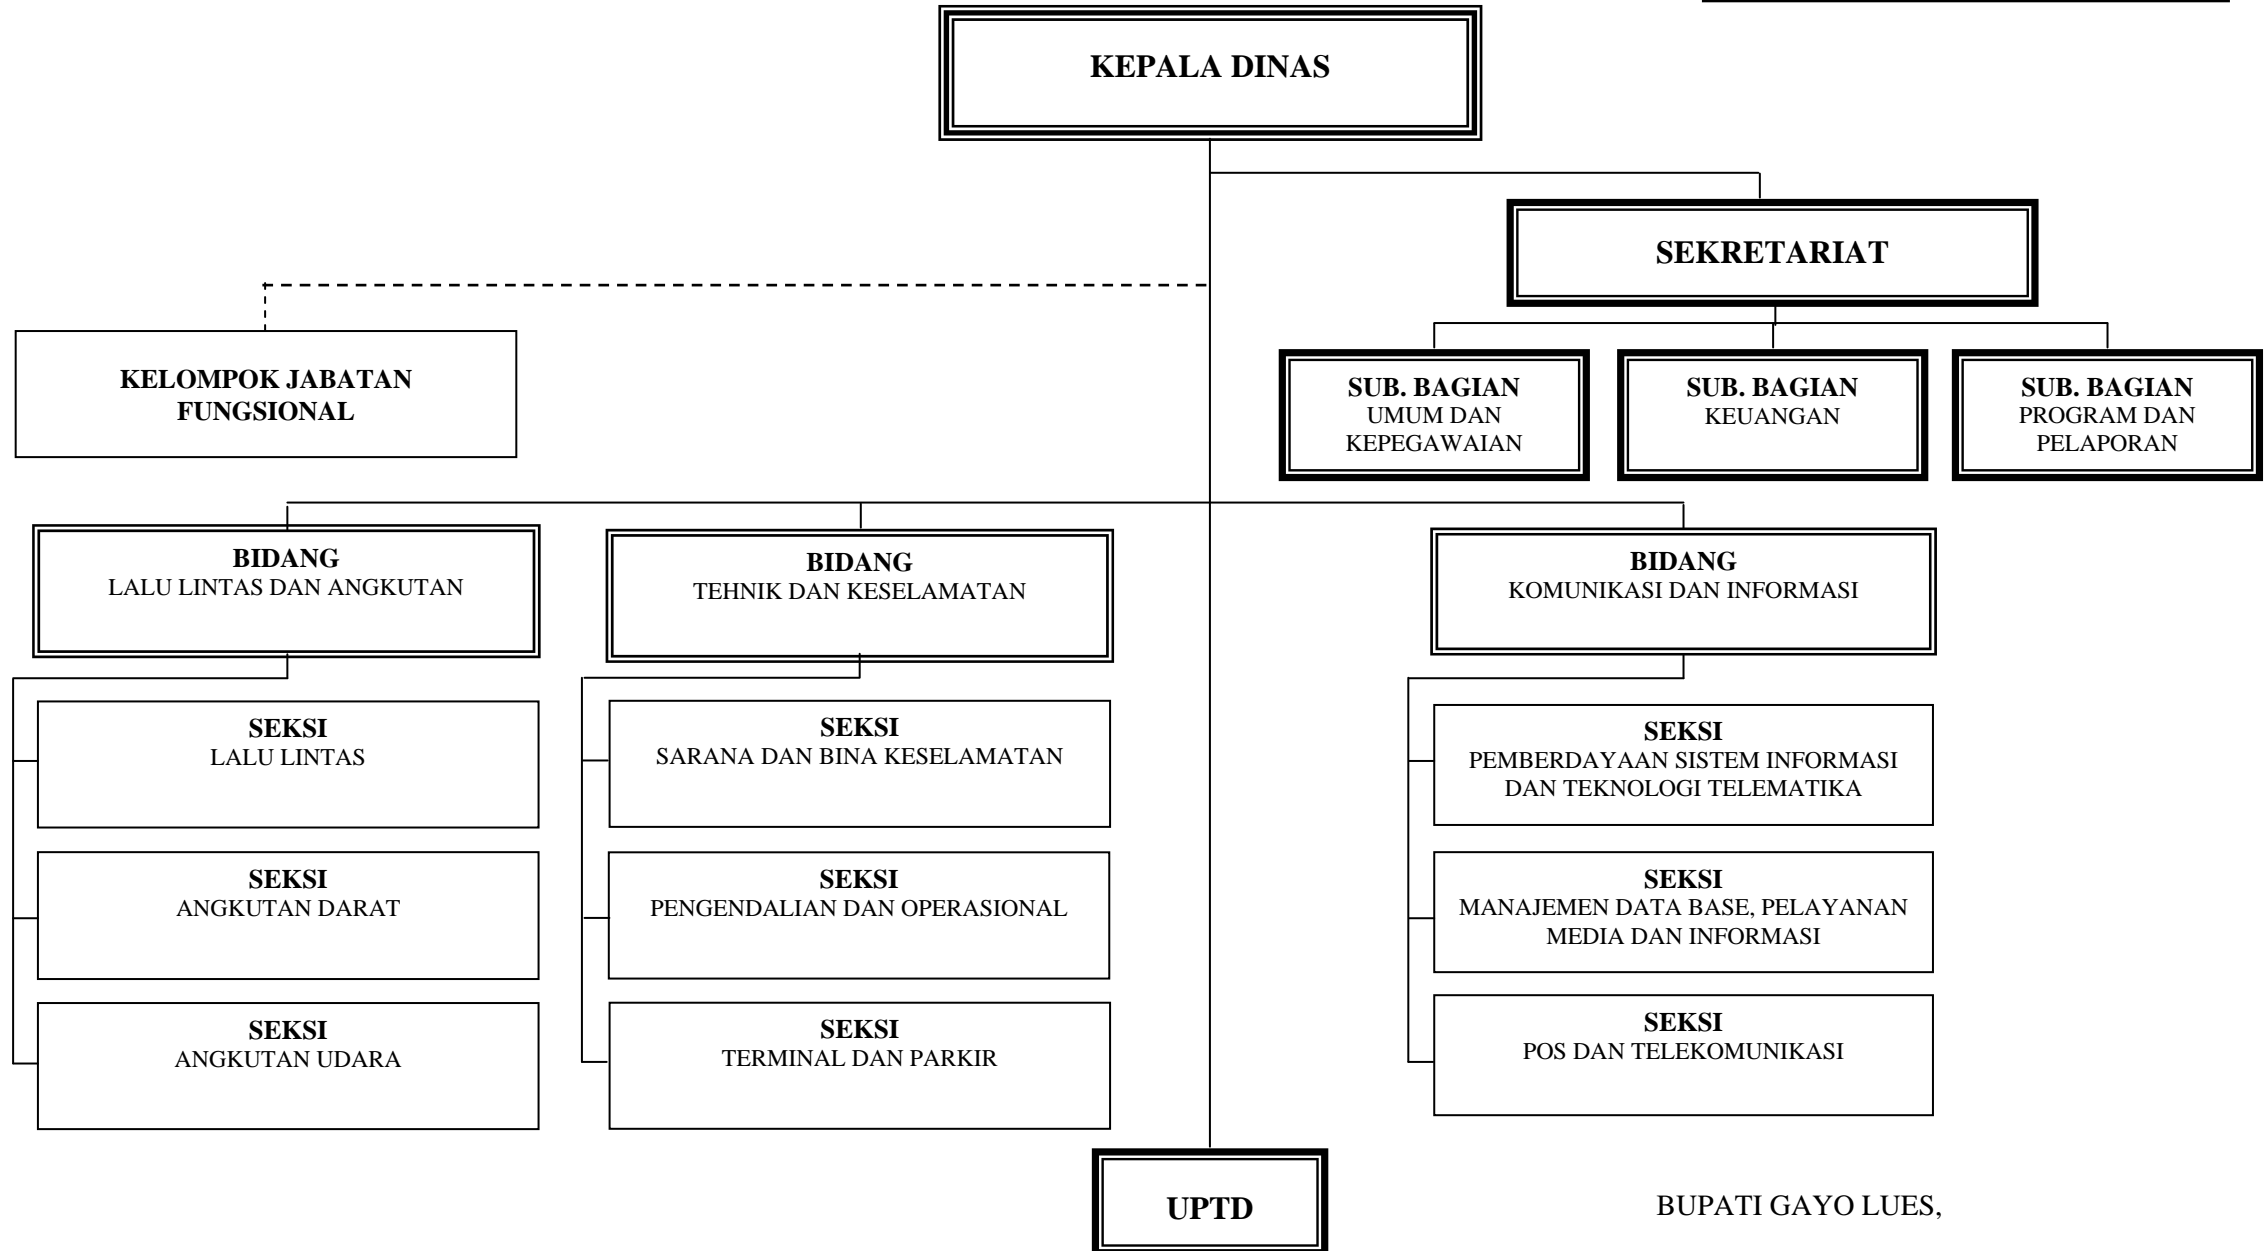 KEPALA DINAS
SEKRETARIAT
KELOMPOK JABATAN
FUNGSIONAL
SUB. BAGIAN
UMUM DAN
KEPEGAWAIAN
SUB. BAGIAN
KEUANGAN
SUB. BAGIAN
PROGRAM DAN
PELAPORAN
BIDANG
LALU LINTAS DAN ANGKUTAN
BIDANG
TEHNIK DAN KESELAMATAN
BIDANG
KOMUNIKASI DAN INFORMASI
SEKSI
LALU LINTAS
SEKSI
SARANA DAN BINA KESELAMATAN
SEKSI
PEMBERDAYAAN SISTEM INFORMASI
DAN TEKNOLOGI TELEMATIKA
SEKSI
ANGKUTAN DARAT
SEKSI
PENGENDALIAN DAN OPERASIONAL
SEKSI
MANAJEMEN DATA BASE, PELAYANAN
MEDIA DAN INFORMASI
SEKSI
ANGKUTAN UDARA
SEKSI
TERMINAL DAN PARKIR
SEKSI
POS DAN TELEKOMUNIKASI
UPTD
BUPATI GAYO LUES,